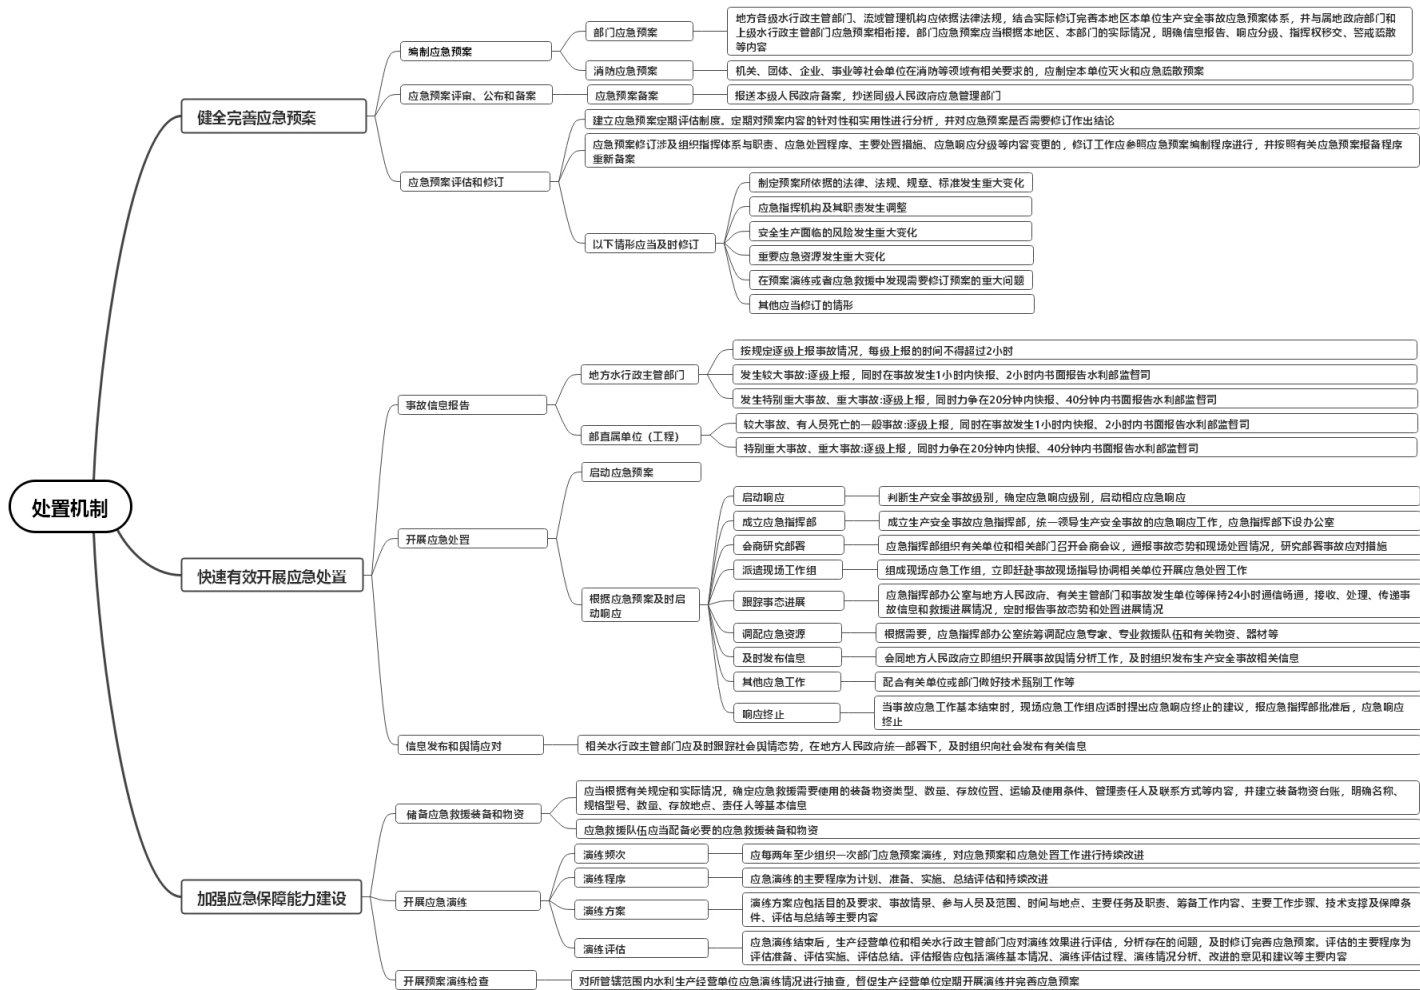 处置机制
健全完善应急预案
编制应急预案
部门应急预案
地方各级水行政主管部门、流域管理机构应依据法律法规，结合实际修订完善本地区本单位生产安全事故应急预案体系，并与属地政府部门和
上级水行政主管部门应急预案相衔接。部门应急预案应当根据本地区、本部门的实际情况，明确信息报告、响应分级、指挥权移交、警戒疏散
等内容
消防应急预案
机关、团体、企业、事业等社会单位在消防等领域有相关要求的，应制定本单位灭火和应急疏散预案
应急预案评审、公布和备案
应急预案备案
报送本级人民政府备案，抄送同级人民政府应急管理部门
应急预案评估和修订
建立应急预案定期评估制度。定期对预案内容的针对性和实用性进行分析，并对应急预案是否需要修订作出结论
应急预案修订涉及组织指挥体系与职责、应急处置程序、主要处置措施、应急响应分级等内容变更的，修订工作应参照应急预案编制程序进行，并按照有关应急预案报备程序
重新备案
以下情形应当及时修订
制定预案所依据的法律、法规、规章、标准发生重大变化
应急指挥机构及其职责发生调整
安全生产面临的风险发生重大变化
重要应急资源发生重大变化
在预案演练或者应急救援中发现需要修订预案的重大问题
其他应当修订的情形
快速有效开展应急处置
事故信息报告
地方水行政主管部门
按规定逐级上报事故情况，每级上报的时间不得超过2小时
发生较大事故:逐级上报，同时在事故发生1小时内快报、2小时内书面报告水利部监督司
发生特别重大事故、重大事故:逐级上报，同时力争在20分钟内快报、40分钟内书面报告水利部监督司
部直属单位（工程）
较大事故、有人员死亡的一般事故:逐级上报，同时在事故发生1小时内快报、2小时内书面报告水利部监督司
特别重大事故、重大事故:逐级上报，同时力争在20分钟内快报、40分钟内书面报告水利部监督司
开展应急处置
启动应急预案
根据应急预案及时启
动响应
启动响应
判断生产安全事故级别，确定应急响应级别，启动相应应急响应
成立应急指挥部
成立生产安全事故应急指挥部，统一领导生产安全事故的应急响应工作，应急指挥部下设办公室
会商研究部署
应急指挥部组织有关单位和相关部门召开会商会议，通报事故态势和现场处置情况，研究部署事故应对措施
派遣现场工作组
组成现场应急工作组，立即赶赴事故现场指导协调相关单位开展应急处置工作
跟踪事态进展
应急指挥部办公室与地方人民政府、有关主管部门和事故发生单位等保持24小时通信畅通，接收、处理、传递事
故信息和救援进展情况，定时报告事故态势和处置进展情况
调配应急资源
根据需要，应急指挥部办公室统筹调配应急专家、专业救援队伍和有关物资、器材等
及时发布信息
会同地方人民政府立即组织开展事故舆情分析工作，及时组织发布生产安全事故相关信息
其他应急工作
配合有关单位或部门做好技术甄别工作等
响应终止
当事故应急工作基本结束时，现场应急工作组应适时提出应急响应终止的建议，报应急指挥部批准后，应急响应
终止
信息发布和舆情应对
相关水行政主管部门应及时跟踪社会舆情态势，在地方人民政府统一部署下，及时组织向社会发布有关信息
加强应急保障能力建设
储备应急救援装备和物资
应当根据有关规定和实际情况，确定应急救援需要使用的装备物资类型、数量、存放位置、运输及使用条件、管理责任人及联系方式等内容，并建立装备物资台账，明确名称、
规格型号、数量、存放地点、责任人等基本信息
应急救援队伍应当配备必要的应急救援装备和物资
开展应急演练
演练频次
应每两年至少组织一次部门应急预案演练，对应急预案和应急处置工作进行持续改进
演练程序
应急演练的主要程序为计划、准备、实施、总结评估和持续改进
演练方案
演练方案应包括目的及要求、事故情景、参与人员及范围、时间与地点、主要任务及职责、筹备工作内容、主要工作步骤、技术支撑及保障条
件、评估与总结等主要内容
演练评估
应急演练结束后，生产经营单位和相关水行政主管部门应对演练效果进行评估，分析存在的问题，及时修订完善应急预案。评估的主要程序为
评估准备、评估实施、评估总结。评估报告应包括演练基本情况、演练评估过程、演练情况分析、改进的意见和建议等主要内容
开展预案演练检查
对所管辖范围内水利生产经营单位应急演练情况进行抽查，督促生产经营单位定期开展演练并完善应急预案